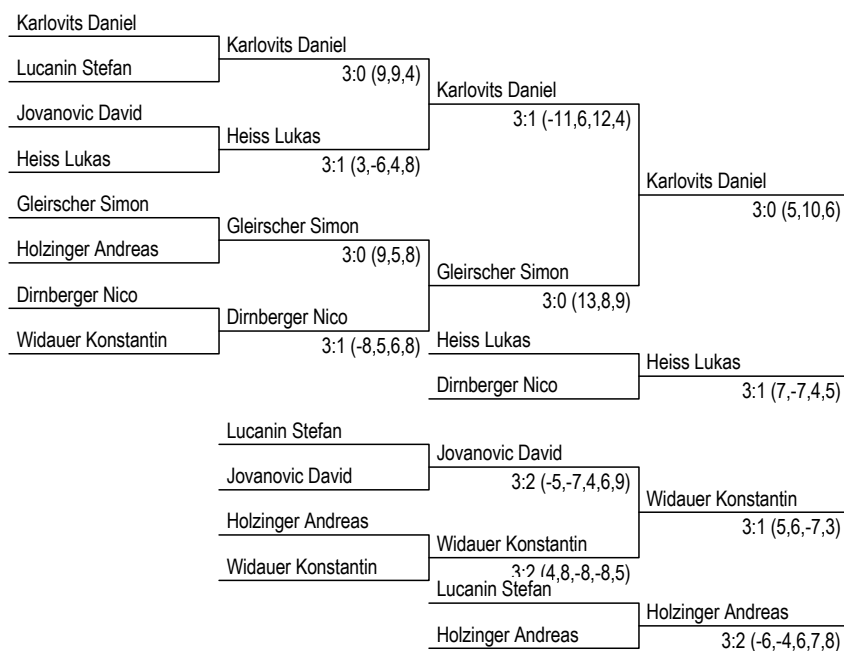 Karlovits Daniel
Karlovits Daniel
Lucanin Stefan
3:0 (9,9,4)
Karlovits Daniel
Jovanovic David
3:1 (-11,6,12,4)
Heiss Lukas
Heiss Lukas
3:1 (3,-6,4,8)
Karlovits Daniel
Gleirscher Simon
3:0 (5,10,6)
Gleirscher Simon
Holzinger Andreas
3:0 (9,5,8)
Gleirscher Simon
Dirnberger Nico
3:0 (13,8,9)
Dirnberger Nico
Widauer Konstantin
3:1 (-8,5,6,8)
Heiss Lukas
Heiss Lukas
Dirnberger Nico
3:1 (7,-7,4,5)
Lucanin Stefan
Jovanovic David
Jovanovic David
3:2 (-5,-7,4,6,9)
Widauer Konstantin
Holzinger Andreas
3:1 (5,6,-7,3)
Widauer Konstantin
Widauer Konstantin
3:2 (4,8,-8,-8,5)
Lucanin Stefan
Holzinger Andreas
Holzinger Andreas
3:2 (-6,-4,6,7,8)